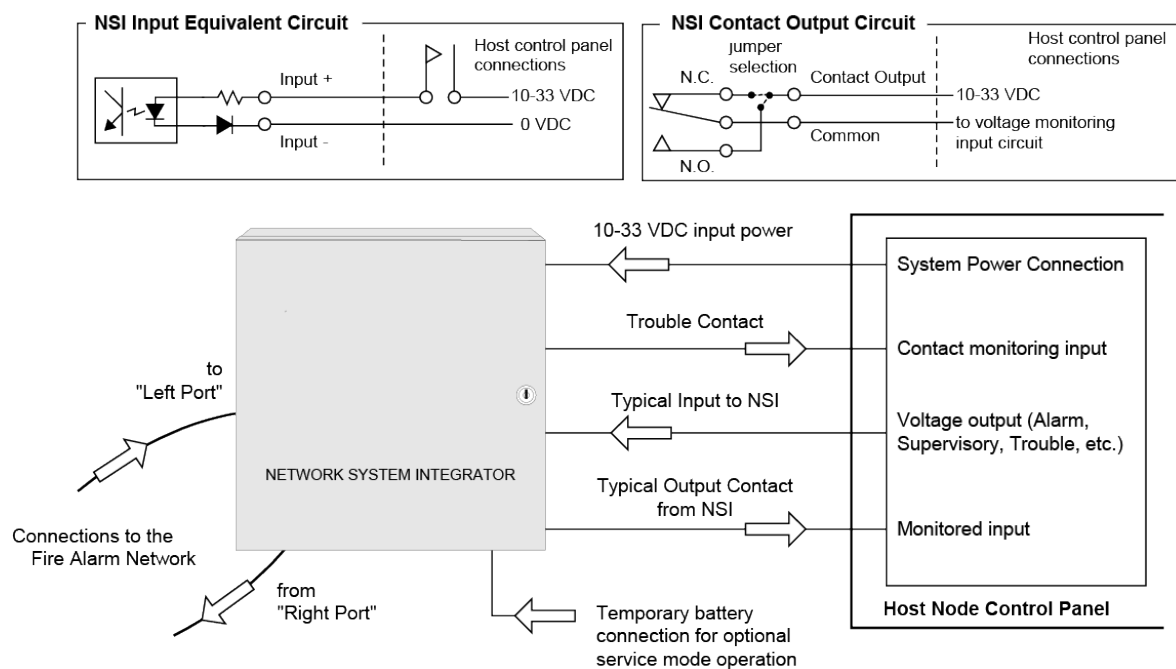 NSI Input Equivalent Circuit
Input +
Input -
Host control panel
connections
10-33 VDC
0 VDC
NSI Contact Output Circuit
N.C.
jumper
selection
Contact Output
Common
N.O.
Host control panel
connections
10-33 VDC
to voltage monitoring
input circuit
10-33 VDC input power
System Power Connection
Trouble Contact
Contact monitoring input
Typical Input to NSI
Voltage output (Alarm,
Supervisory, Trouble, etc.)
Typical Output Contact
from NSI
Monitored input
Host Node Control Panel
to
"Left Port"
NETWORK SYSTEM INTEGRATOR
Connections to the
Fire Alarm Network
from
"Right Port"
Temporary battery
connection for optional
service mode operation